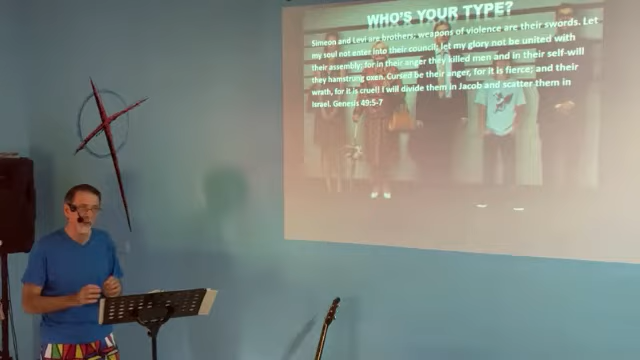 WHO'S YOUR TYPE?
Simeon and Levi are brothers; weapons of violence are their swords. Let
my soul not enter into their council; let my glory not be united with
their assembly; for in their anger they killed men and in their self-will
they hamstrung oxen. Cursed be their anger, for it is fierce; and their
wrath, for it is cruel! I will divide them in Jacob and scatter them in
Israel. Genesis 49:5-7